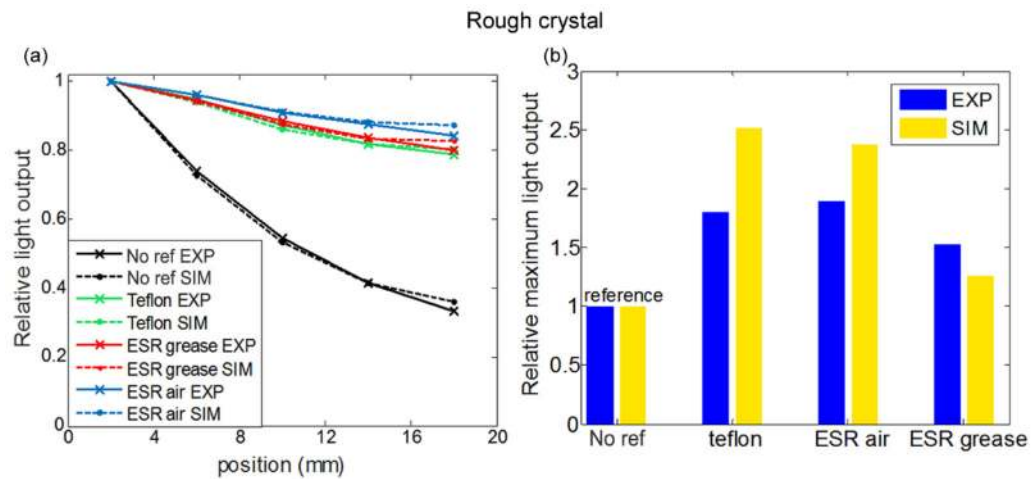 Rough crystal
(a)
Relative light output
1
0.8
0.6
0.4
0.2
0
No ref EXP
No ref SIM
Teflon EXP
Teflon SIM
ESR grease EXP
ESR grease SIM
ESR air EXP
ESR air SIM
0 4 8 12 16 20
position (mm)
(b)
Relative maximum light output
3
2.5
2
1.5
1
0.5
0
EXP
SIM
reference
No ref teflon ESR air ESR grease